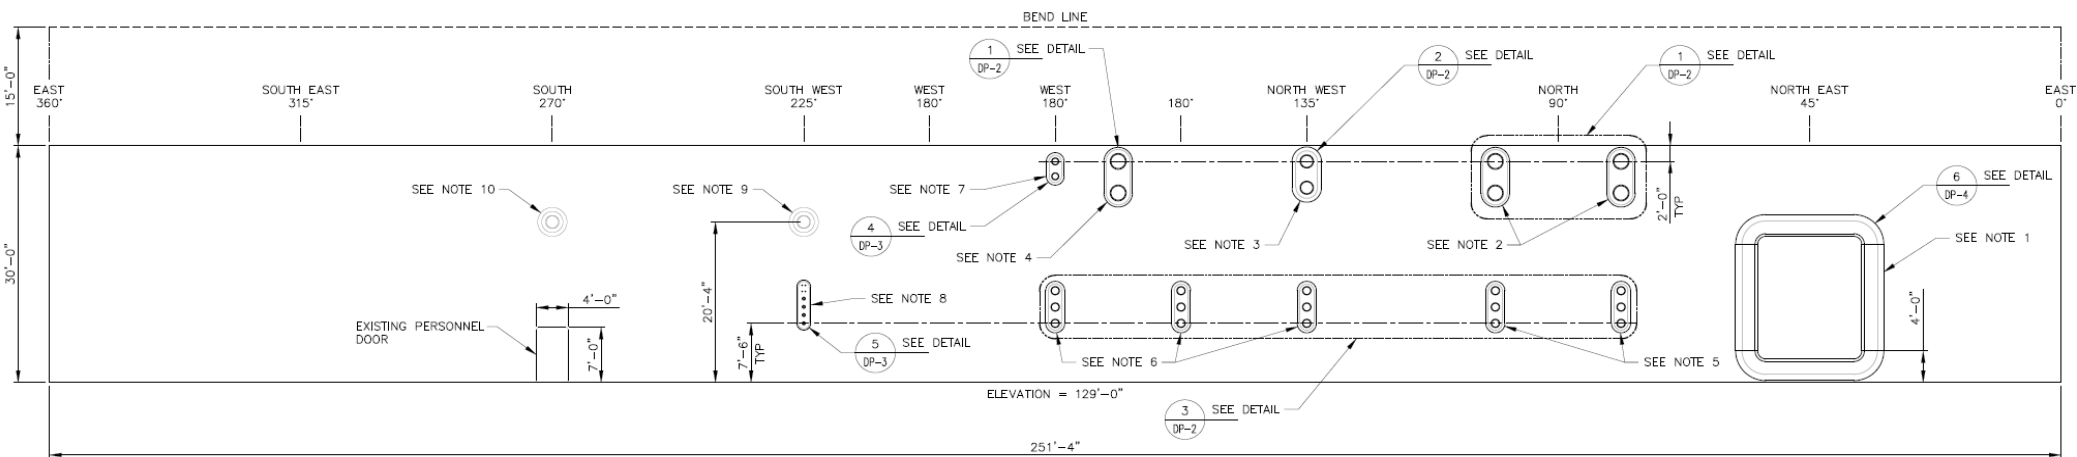 BEND LINE
1
DP-2
SEE DETAIL
2
DP-2
SEE DETAIL
1
DP-2
SEE DETAIL
15'-0"
EAST
360°
SOUTH EAST
315°
SOUTH
270°
SOUTH WEST
225°
WEST
180°
WEST
180°
180°
NORTH WEST
135°
NORTH
90°
NORTH EAST
45°
EAST
0°
SEE NOTE 10
SEE NOTE 9
SEE NOTE 7
4
DP-3
SEE DETAIL
SEE NOTE 4
SEE NOTE 3
SEE NOTE 2
2'-0"
TYP
6
DP-4
SEE DETAIL
SEE NOTE 1
30'-0"
4'-0"
EXISTING PERSONNEL
DOOR
7'-0"
20'-4"
7'-6"
TYP
SEE NOTE 8
5
DP-3
SEE DETAIL
SEE NOTE 6
SEE NOTE 5
4'-0"
ELEVATION = 129'-0"
3
DP-2
SEE DETAIL
251'-4"